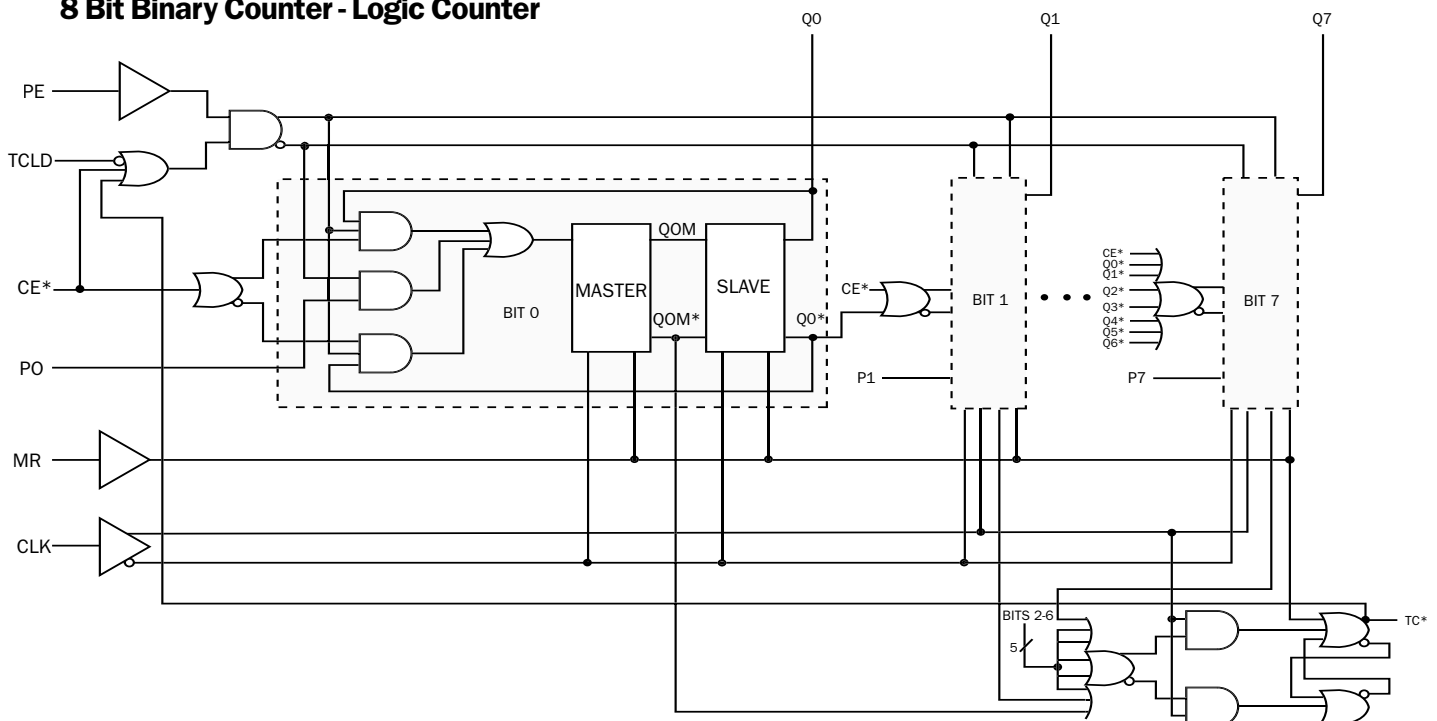 8 Bit Binary Counter - Logic Counter
Q0
Q1
Q7
PE
TCLD
CE*
PO
MR
CLK
BIT 0
MASTER
QOM
QOM*
SLAVE
QO*
CE*
P1
BIT 1
CE*
QO*
Q1*
Q2*
Q3*
Q4*
Q5*
Q6*
P7
BIT 7
BITS 2-6
5
TC*